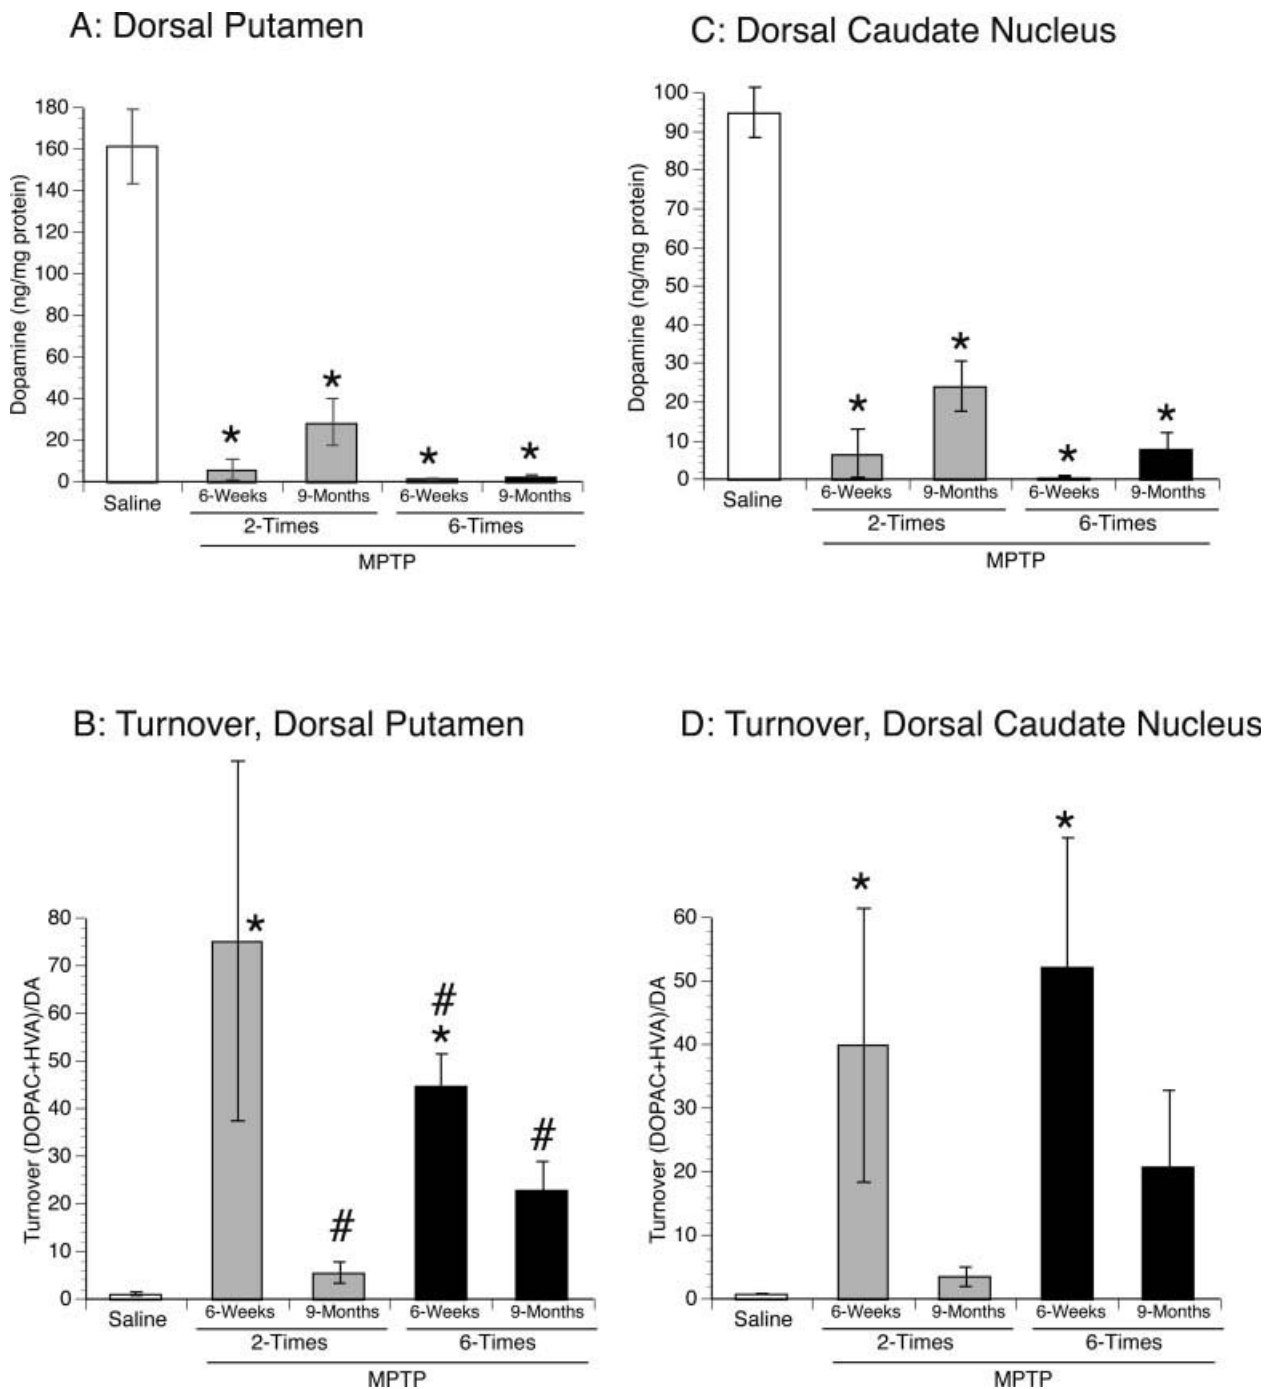 A: Dorsal Putamen
Dopamine (ng/mg protein)
180
160
140
120
100
80
60
40
20
0
*
*
*
*
Saline
6-Weeks 9-Months 6-Weeks 9-Months
2-Times 6-Times
MPTP
C: Dorsal Caudate Nucleus
Dopamine (ng/mg protein)
100
90
80
70
60
50
40
30
20
10
0
*
*
*
*
Saline
6-Weeks 9-Months 6-Weeks 9-Months
2-Times 6-Times
MPTP
B: Turnover, Dorsal Putamen
Turnover (DOPAC+HVA)/DA
80
70
60
50
40
30
20
10
0
*
#
#
*
#
Saline
6-Weeks 9-Months 6-Weeks 9-Months
2-Times 6-Times
MPTP
D: Turnover, Dorsal Caudate Nucleus
Turnover (DOPAC+HVA)/DA
60
50
40
30
20
10
0
*
*
Saline
6-Weeks 9-Months 6-Weeks 9-Months
2-Times 6-Times
MPTP